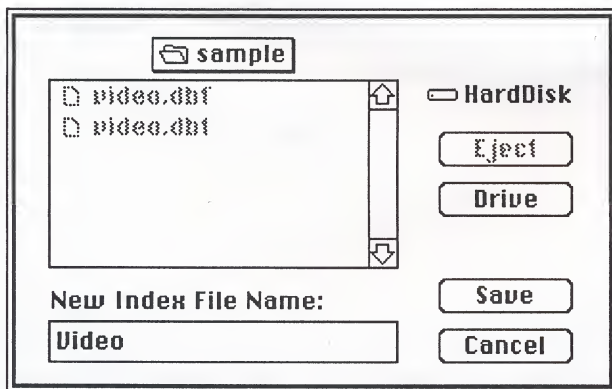 sample
video.dbf
video.dbt
HardDisk
Eject
Drive
New Index File Name:
Video
Save
Cancel